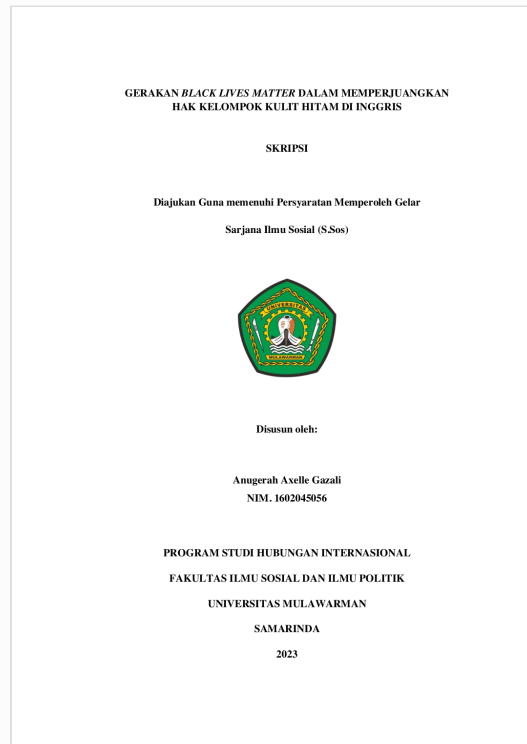 GERAKAN BLACK LIVES MATTER DALAM MEMPERJUANGKAN
HAK KELOMPOK KULIT HITAM DI INGGRIS
SKRIPSI
Diajukan Guna memenuhi Persyaratan Memperoleh Gelar
Sarjana Ilmu Sosial (S.Sos)
UNIVERSITAS
MULAWARMAN
Disusun oleh:
Anugerah Axelle Gazali
NIM. 1602045056
PROGRAM STUDI HUBUNGAN INTERNASIONAL
FAKULTAS ILMU SOSIAL DAN ILMU POLITIK
UNIVERSITAS MULAWARMAN
SAMARINDA
2023